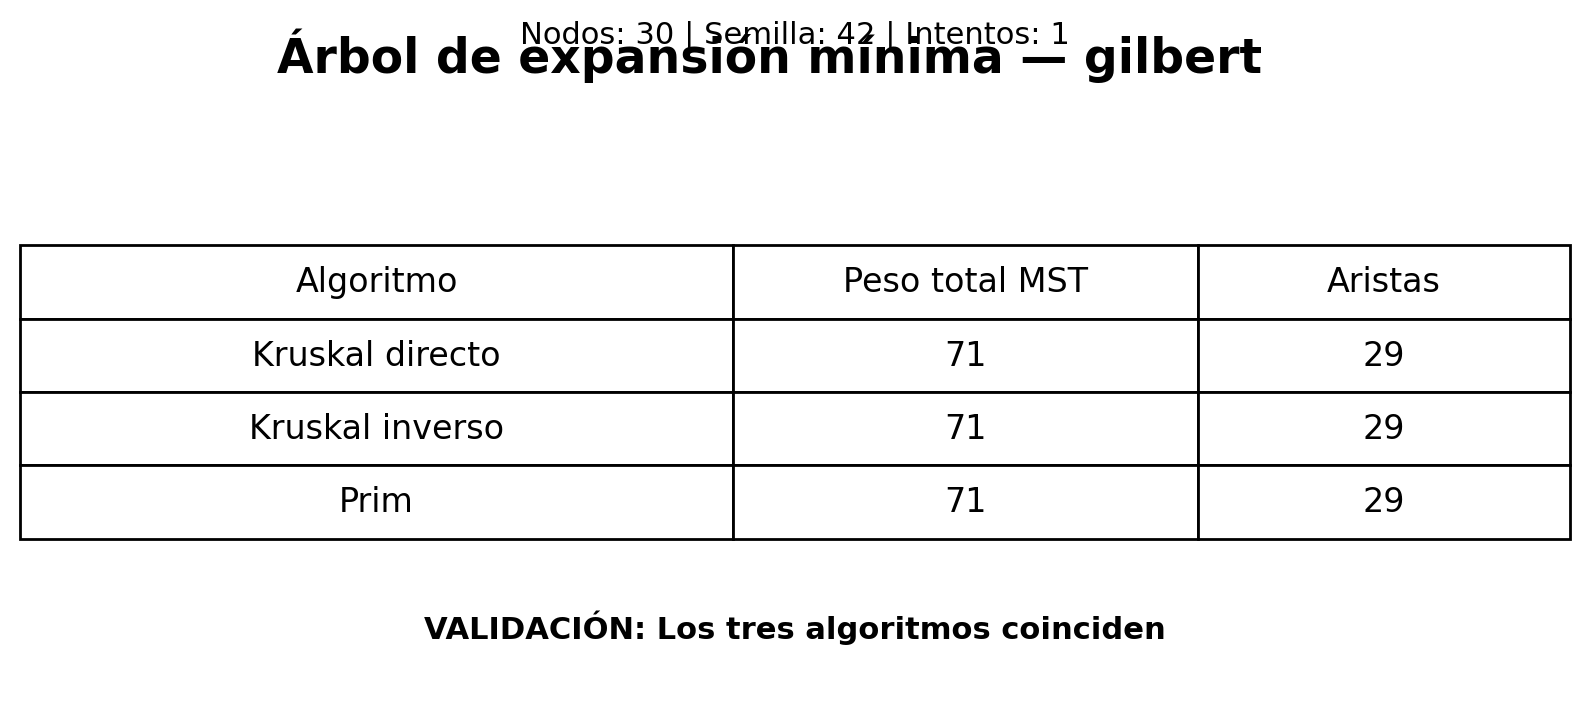 Nodos: 30 | Semilla: 42 | Intentos: 1
Árbol de expansión mínima — gilbert
Algoritmo Peso total MST Aristas
Kruskal directo 71 29
Kruskal inverso 71 29
Prim 71 29
VALIDACIÓN: Los tres algoritmos coinciden